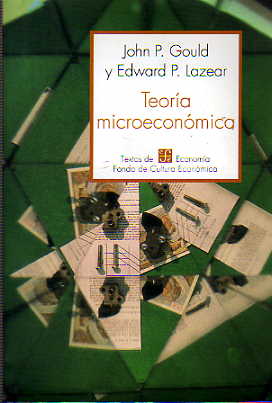 John P. Gould
y Edward P. Lazear
Teoría
microeconómica
Textos de Economía
Fondo de Cultura Económica